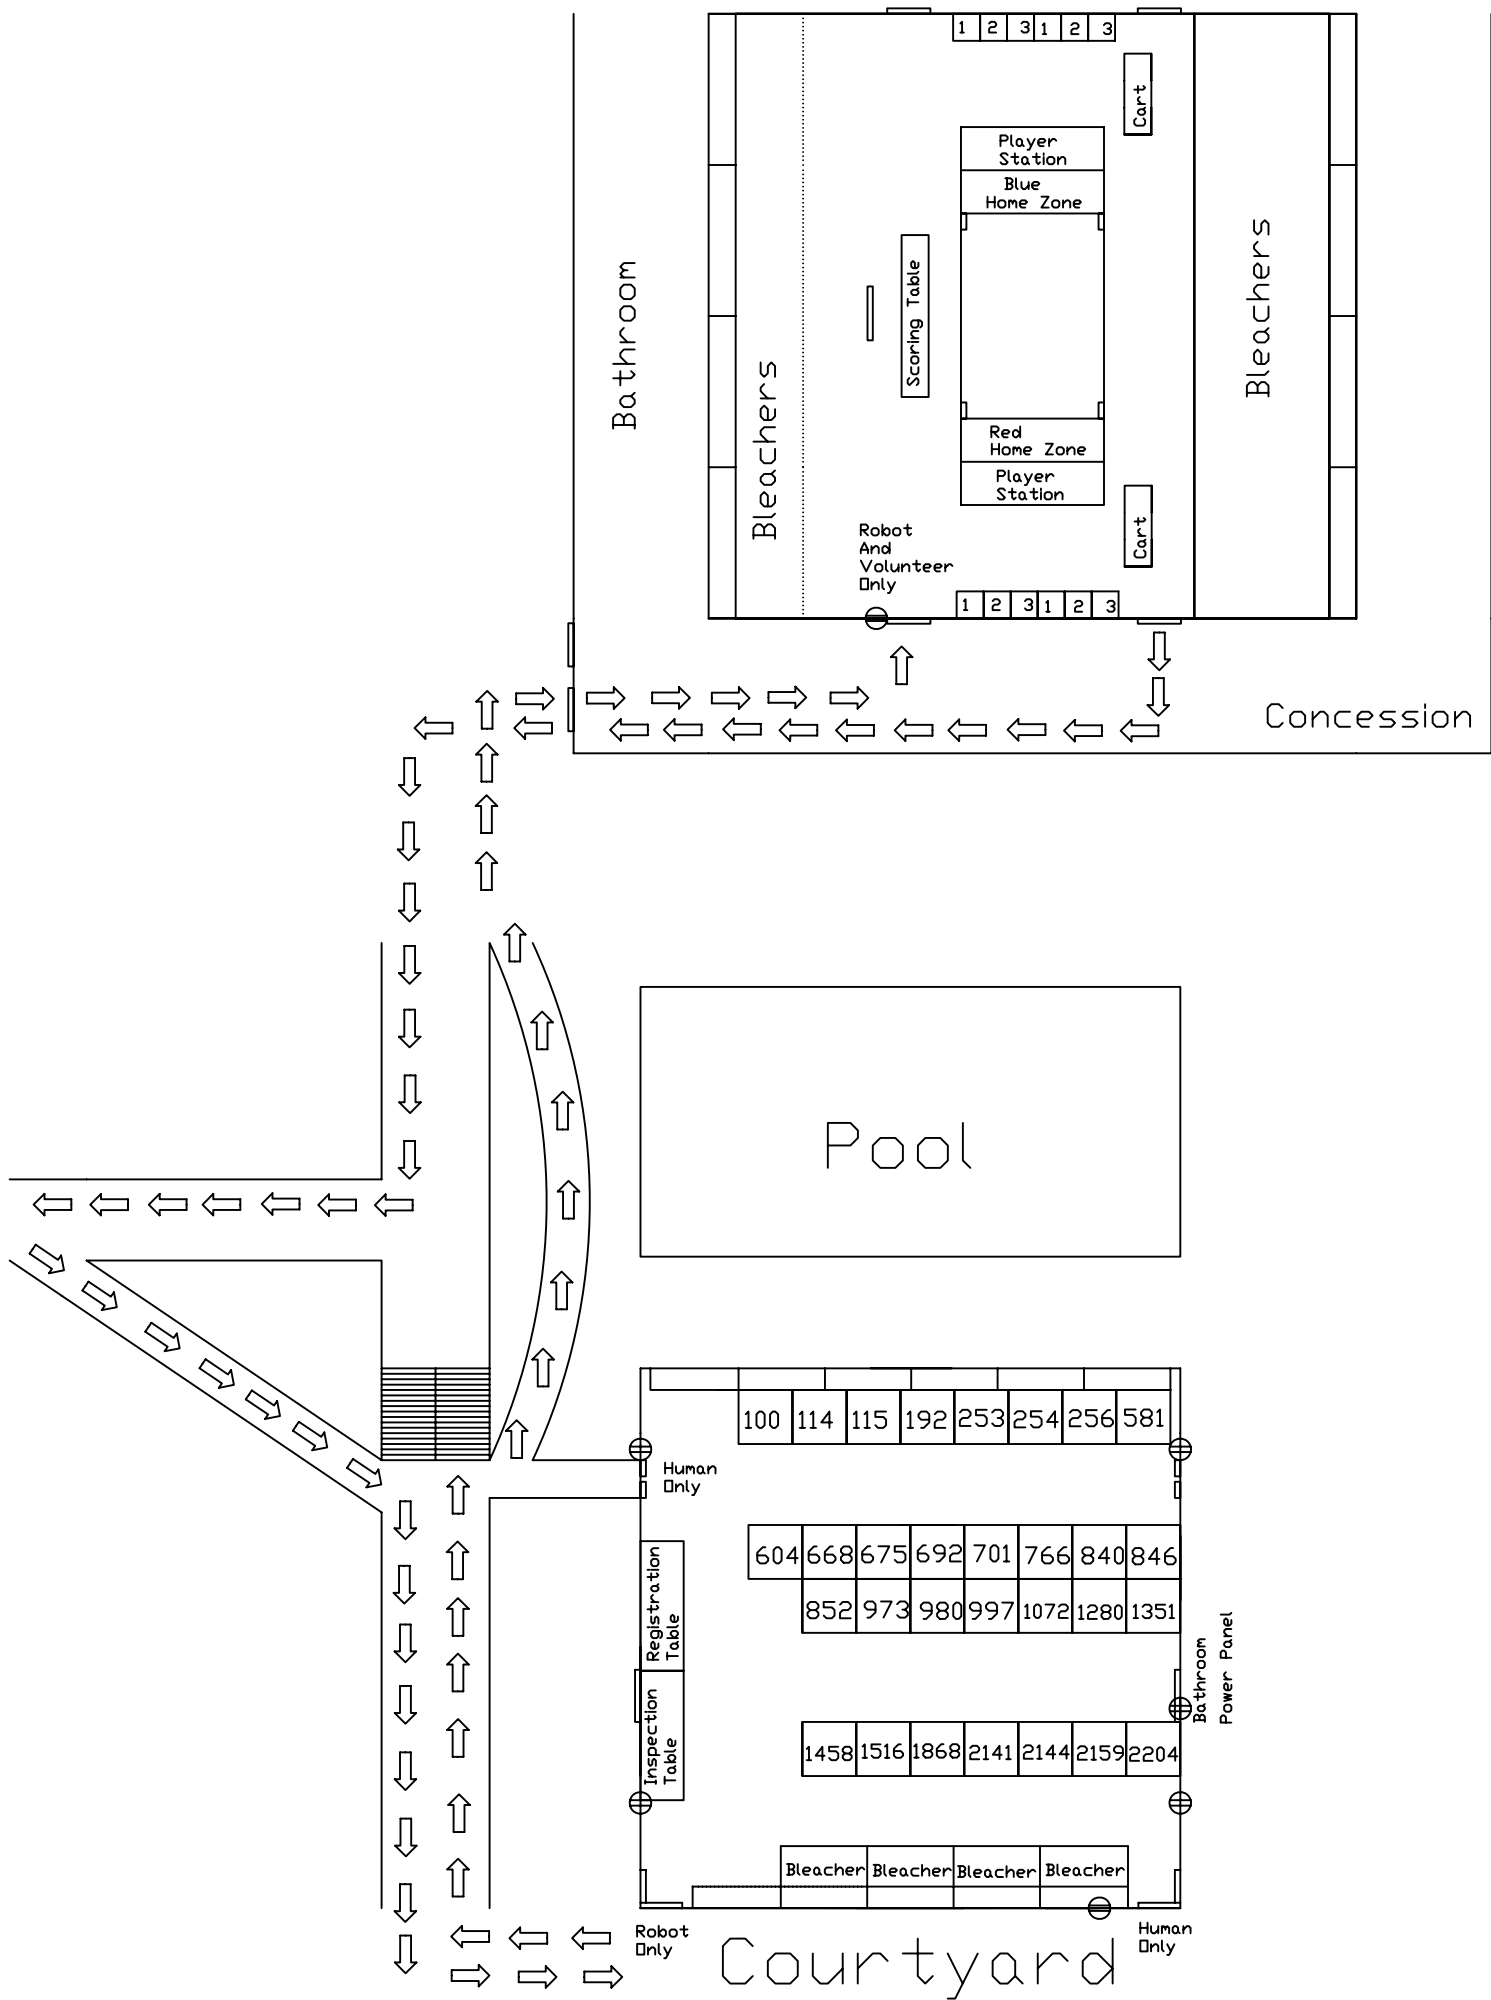 1 2 3 1 2 3
Cart
Player
Station
Blue
Home Zone
Bathroom
Bleachers
Scoring Table
Bleachers
Red
Home Zone
Player
Station
Cart
Robot
And
Volunteer
Only
1 2 3 1 2 3
Concession
Pool
100 114 115 192 253 254 256 581
Human
Only
604 668 675 692 701 766 840 846
852 973 980 997 1072 1280 1351
Registration
Table
Bathroom
Power Panel
Inspection
Table
1458 1516 1868 2141 2144 2159 2204
Bleacher Bleacher Bleacher Bleacher
Robot
Only
Human
Only
Courtyard